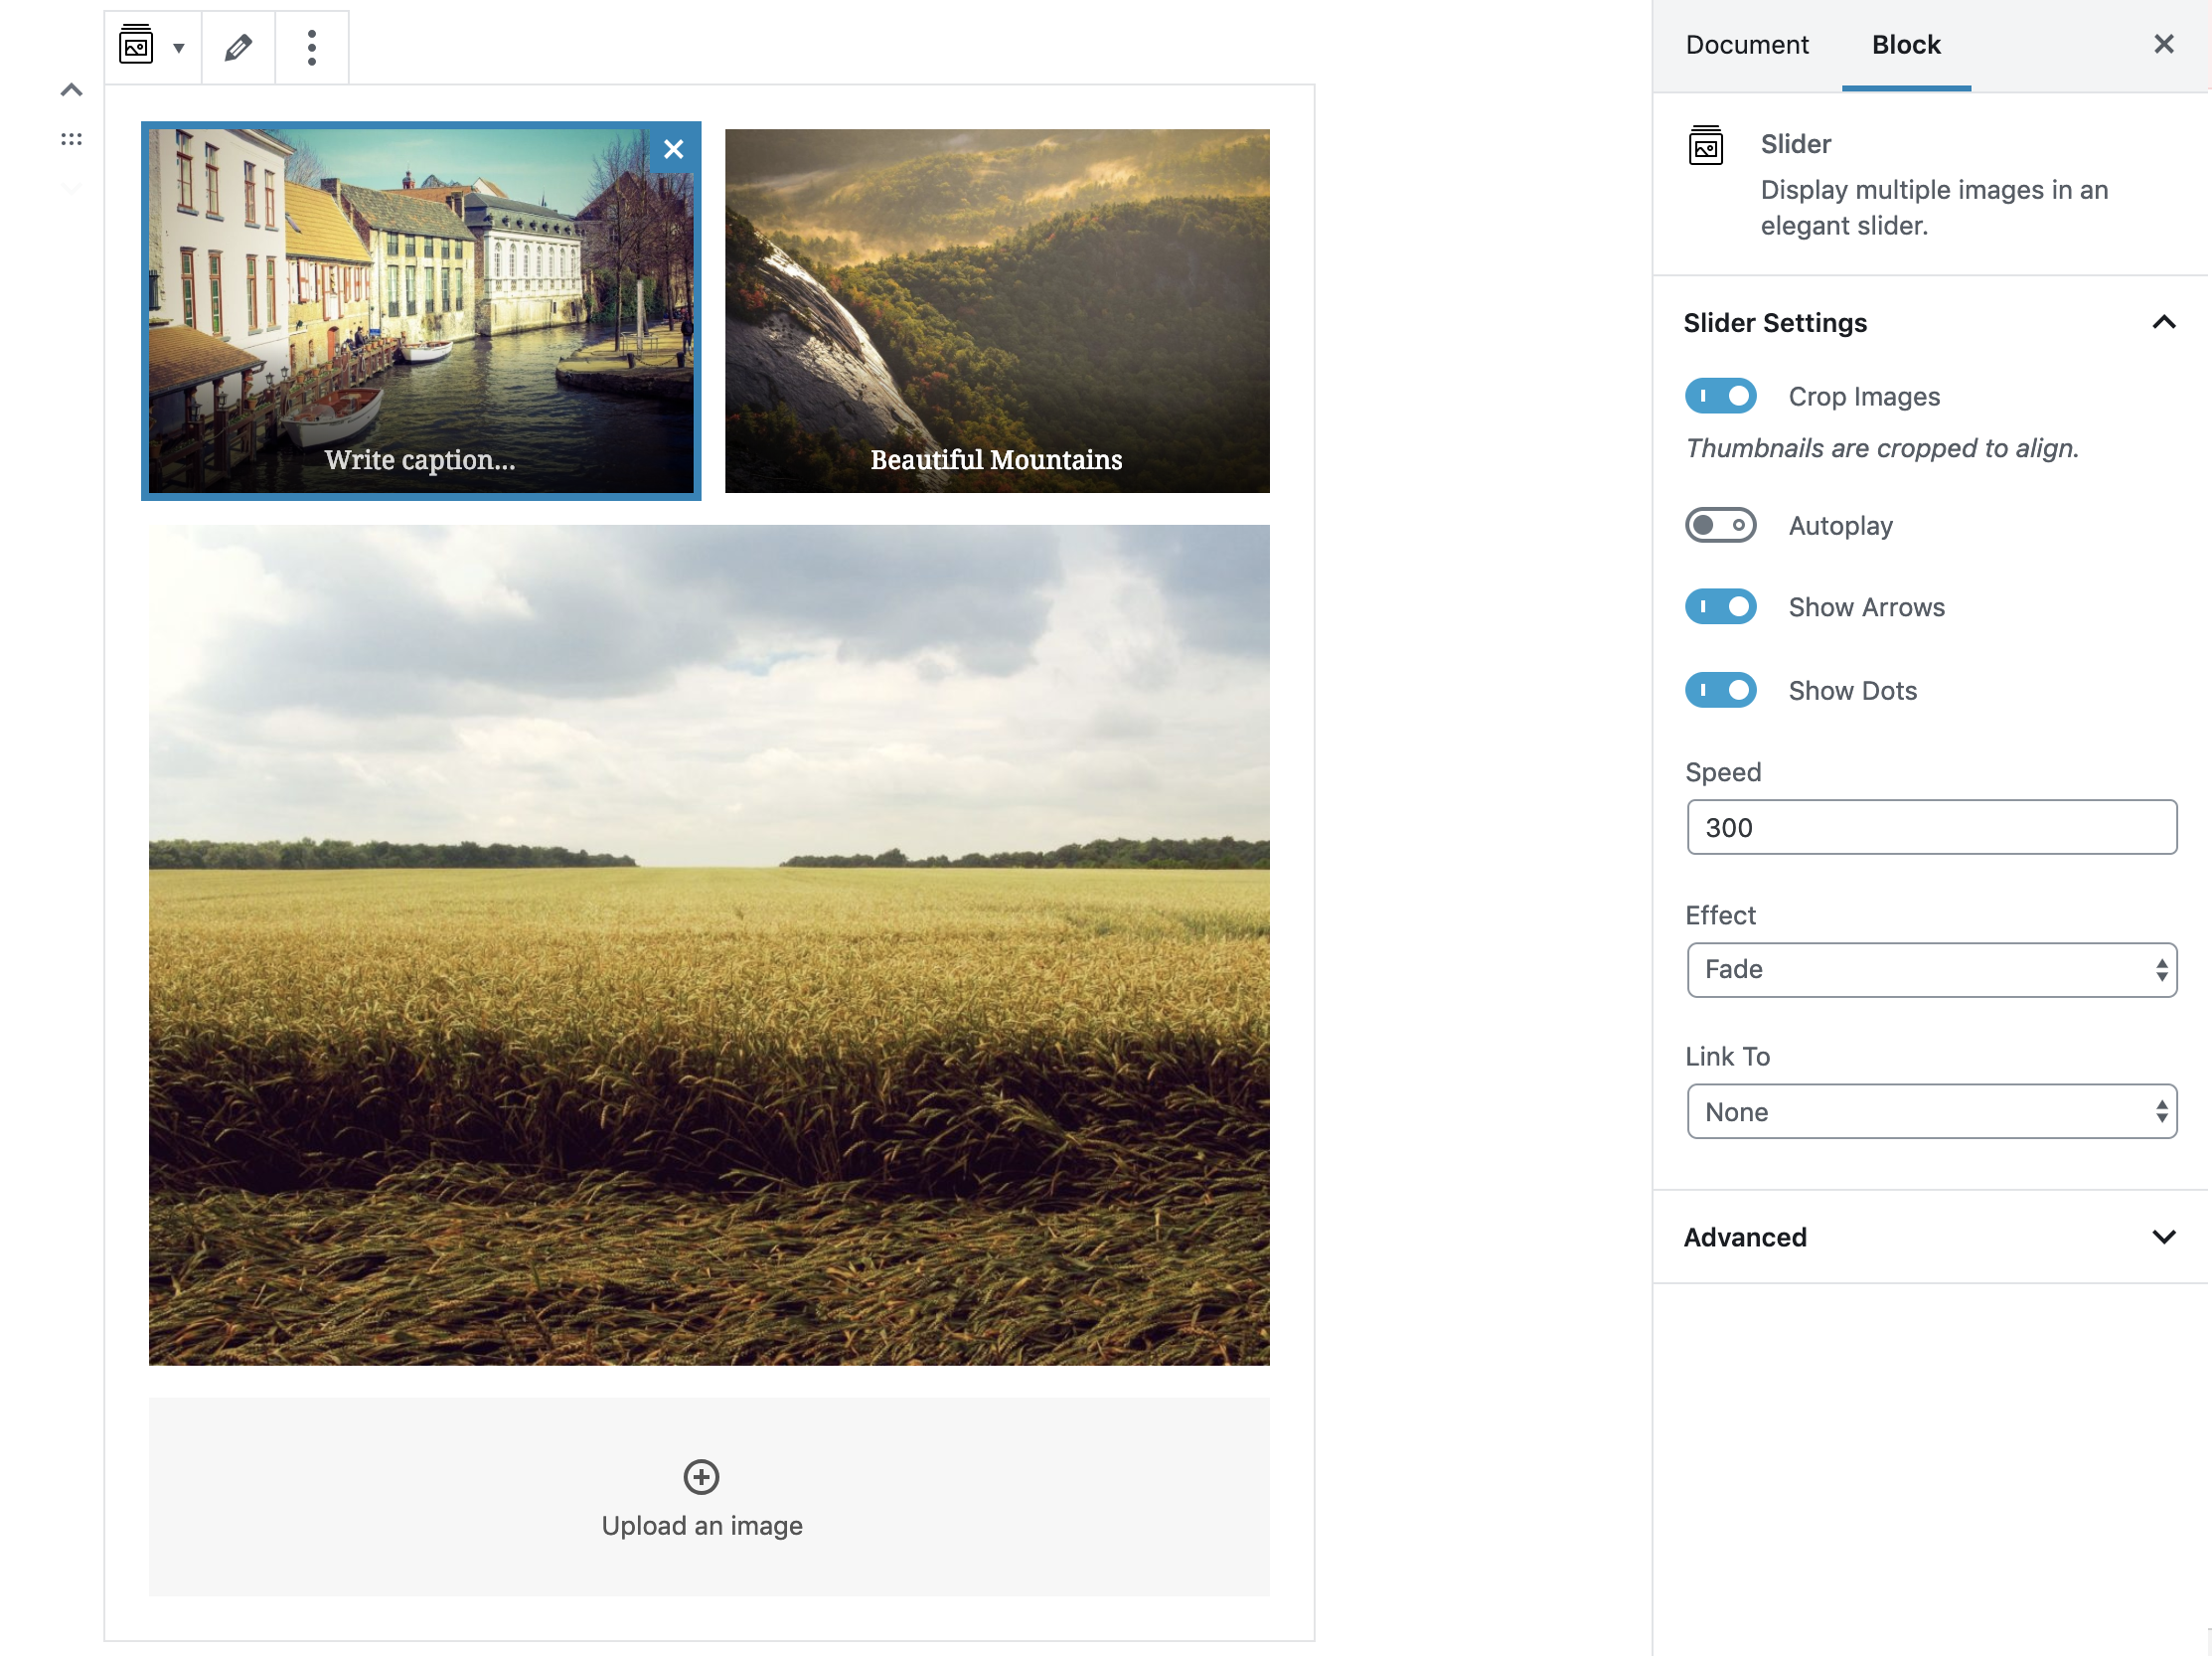 Write caption...
Beautiful Mountains
Upload an image
Document
Block
Slider
Display multiple images in an
elegant slider.
Slider Settings
Crop Images
Thumbnails are cropped to align.
Autoplay
Show Arrows
Show Dots
Speed
300
Effect
Fade
Link To
None
Advanced